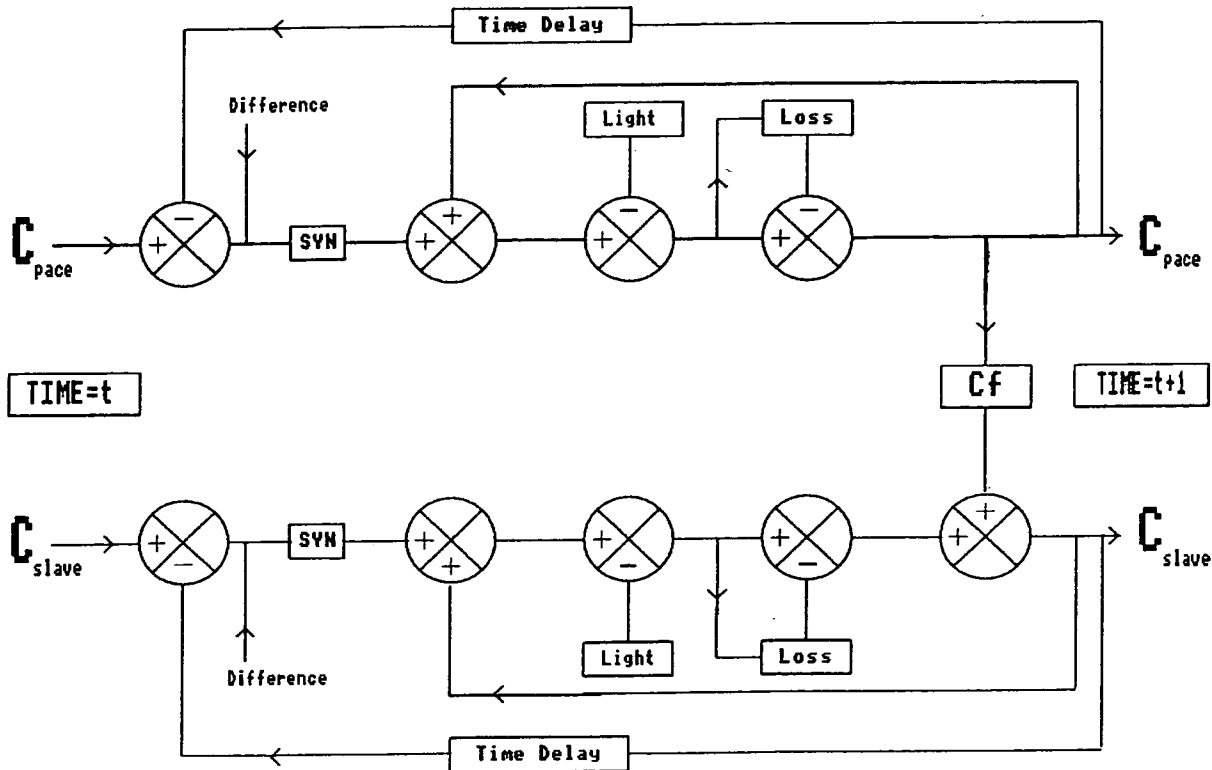 Time Delay
Difference
Light
Loss
C pace
+
−
SYN
+
+
+
−
+
−
C pace
TIME=t
Cf
TIME=t+1
C slave
+
−
SYN
+
+
+
−
+
−
+
+
C slave
Difference
Light
Loss
Time Delay